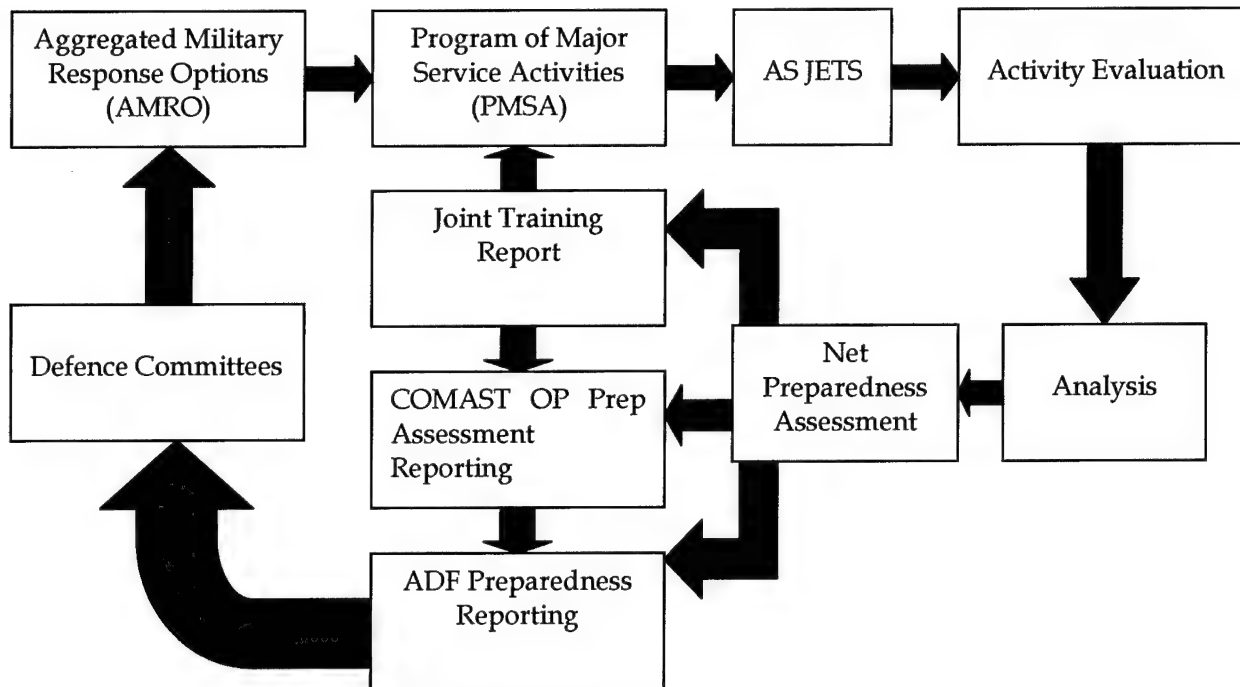 Aggregated Military
Response Options
(AMRO)
Program of Major
Service Activities
(PMSA)
AS JETS
Activity Evaluation
Joint Training
Report
Defence Committees
Net
Preparedness
Assessment
Analysis
COMAST OP Prep
Assessment
Reporting
ADF Preparedness
Reporting